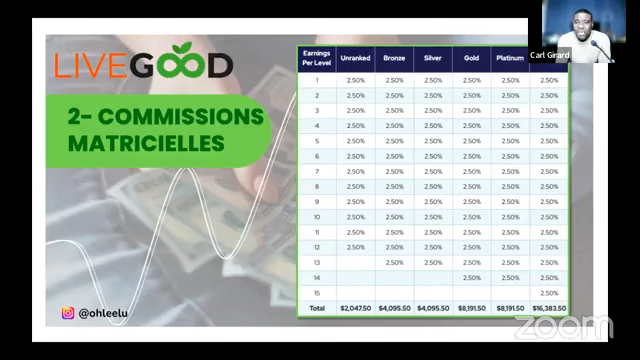 LIVEGOOD
2- COMMISSIONS
MATRICIELLES
@ohleelu
Earnings Per Level Unranked Bronze Silver Gold Platinum
1 2.50% 2.50% 2.50% 2.50% 2.50% 2.50%
2 2.50% 2.50% 2.50% 2.50% 2.50% 2.50%
3 2.50% 2.50% 2.50% 2.50% 2.50% 2.50%
4 2.50% 2.50% 2.50% 2.50% 2.50% 2.50%
5 2.50% 2.50% 2.50% 2.50% 2.50% 2.50%
6 2.50% 2.50% 2.50% 2.50% 2.50% 2.50%
7 2.50% 2.50% 2.50% 2.50% 2.50% 2.50%
8 2.50% 2.50% 2.50% 2.50% 2.50% 2.50%
9 2.50% 2.50% 2.50% 2.50% 2.50% 2.50%
10 2.50% 2.50% 2.50% 2.50% 2.50% 2.50%
11 2.50% 2.50% 2.50% 2.50% 2.50% 2.50%
12 2.50% 2.50% 2.50% 2.50% 2.50% 2.50%
13 2.50% 2.50% 2.50% 2.50% 2.50%
14 2.50% 2.50% 2.50%
15 2.50%
Total $2,047.50 $4,095.50 $4,095.50 $8,191.50 $8,191.50 $16,383.50
Carl Girard
zoom